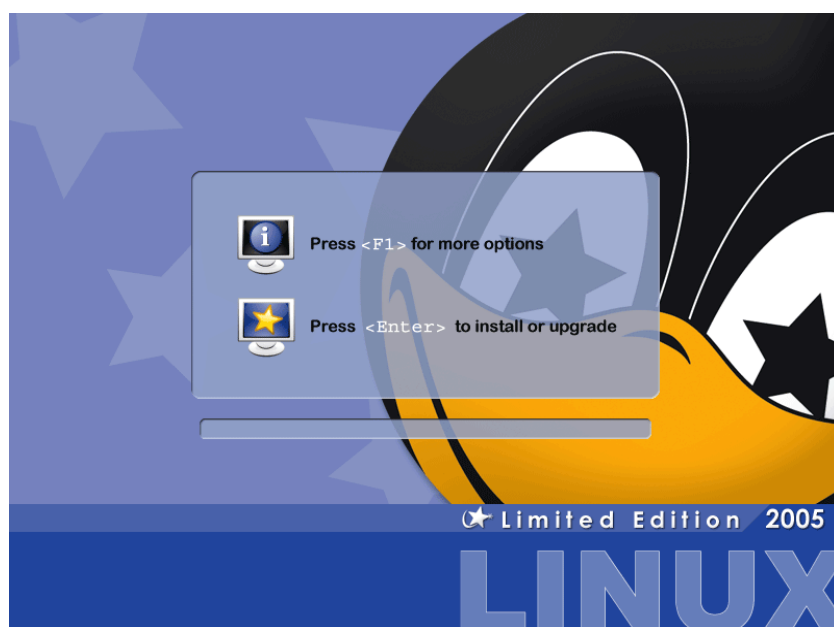 Press <F1> for more options
Press <Enter> to install or upgrade
Limited Edition 2005
LINUX